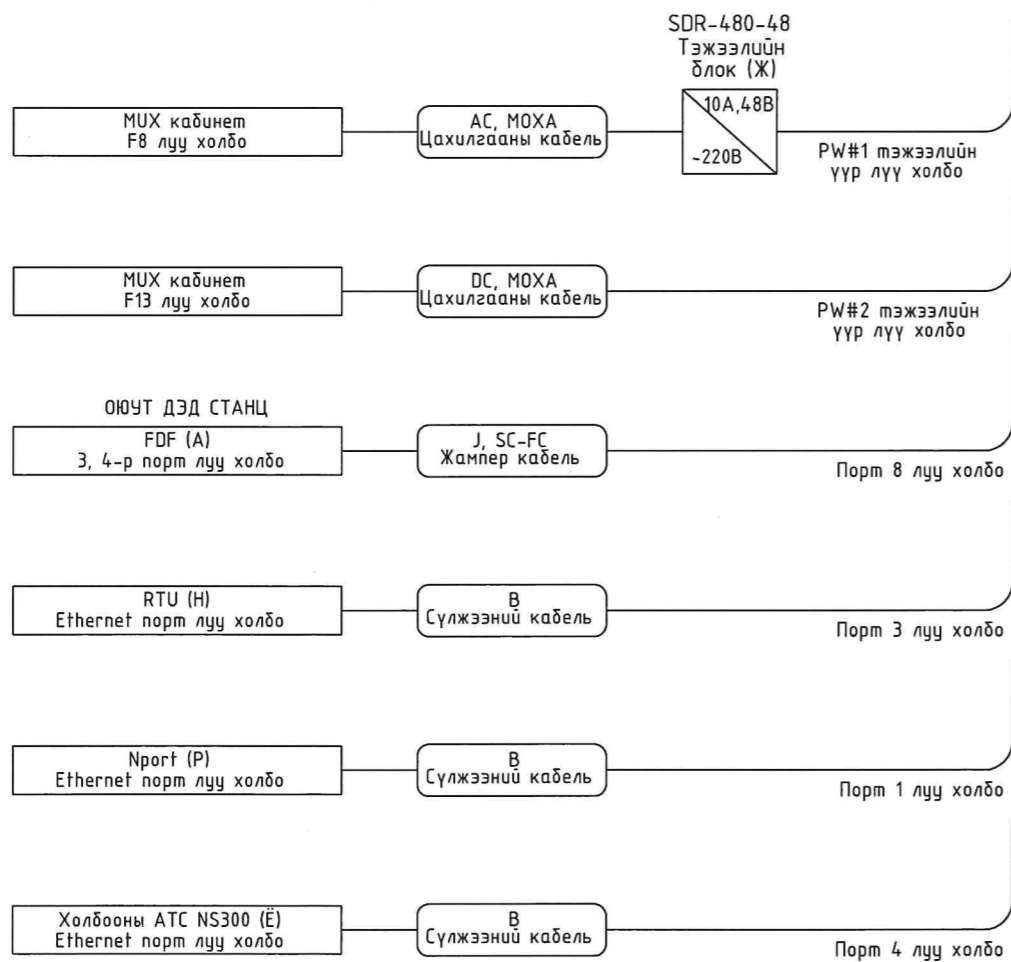 SDR-480-48
Тэжээлийн
блок (Ж)
MUX кабинет
F8 луу холбо
AC, MOXA
Цахилгааны кабель
10А,48В
~220В
PW#1 тэжээлийн
үүр лүү холбо
MUX кабинет
F13 луу холбо
DC, MOXA
Цахилгааны кабель
PW#2 тэжээлийн
үүр лүү холбо
ОЮУТ ДЭД СТАНЦ
FDF (A)
3, 4-р порт луу холбо
J, SC-FC
Жампер кабель
Порт 8 луу холбо
RTU (Н)
Ethernet порт луу холбо
В
Сүлжээний кабель
Порт 3 луу холбо
Nport (Р)
Ethernet порт луу холбо
В
Сүлжээний кабель
Порт 1 луу холбо
Холбооны АТС NS300 (Ё)
Ethernet порт луу холбо
В
Сүлжээний кабель
Порт 4 луу холбо